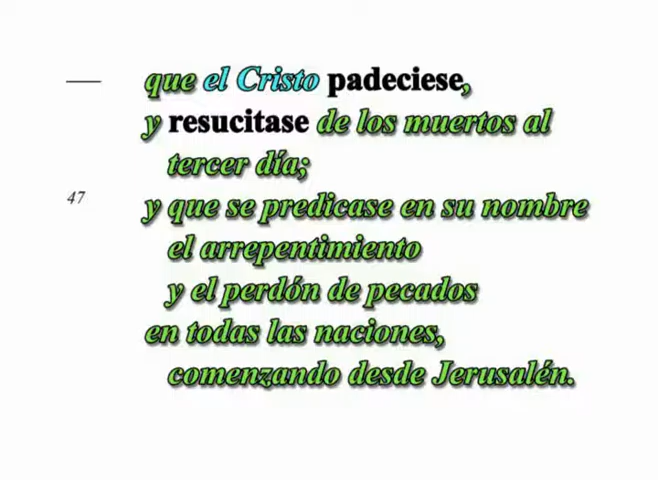 — que el Cristo padeciese,
y resucitase de los muertos al
tercer día;
47 y que se predicase en su nombre
el arrepentimiento
y el perdón de pecados
en todas las naciones,
comenzando desde Jerusalén.